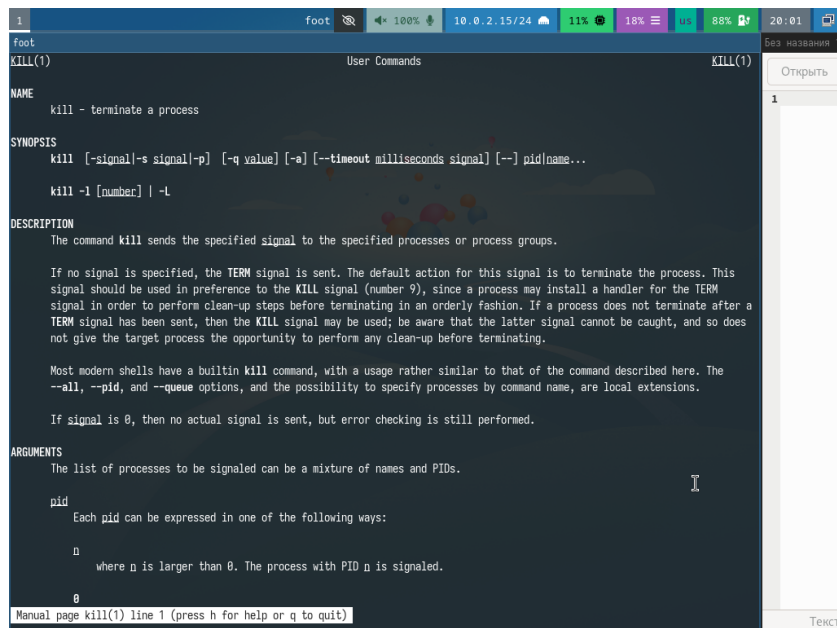 1 foot 100% 10.0.2.15/24 11% 18% us 88% 20:01
foot
Без названия
Открыть
1
KILL(1) User Commands KILL(1)
NAME
kill - terminate a process
SYNOPSIS
kill [-signal|-s signal|-p] [-q value] [-a] [--timeout milliseconds signal] [--] pid|name...
kill -l [number] | -L
DESCRIPTION
The command kill sends the specified signal to the specified processes or process groups.
If no signal is specified, the TERM signal is sent. The default action for this signal is to terminate the process. This
signal should be used in preference to the KILL signal (number 9), since a process may install a handler for the TERM
signal in order to perform clean-up steps before terminating in an orderly fashion. If a process does not terminate after a
TERM signal has been sent, then the KILL signal may be used; be aware that the latter signal cannot be caught, and so does
not give the target process the opportunity to perform any clean-up before terminating.
Most modern shells have a builtin kill command, with a usage rather similar to that of the command described here. The
--all, --pid, and --queue options, and the possibility to specify processes by command name, are local extensions.
If signal is 0, then no actual signal is sent, but error checking is still performed.
ARGUMENTS
The list of processes to be signaled can be a mixture of names and PIDs.
pid
Each pid can be expressed in one of the following ways:
n
where n is larger than 0. The process with PID n is signaled.
0
Manual page kill(1) line 1 (press h for help or q to quit)
Текст